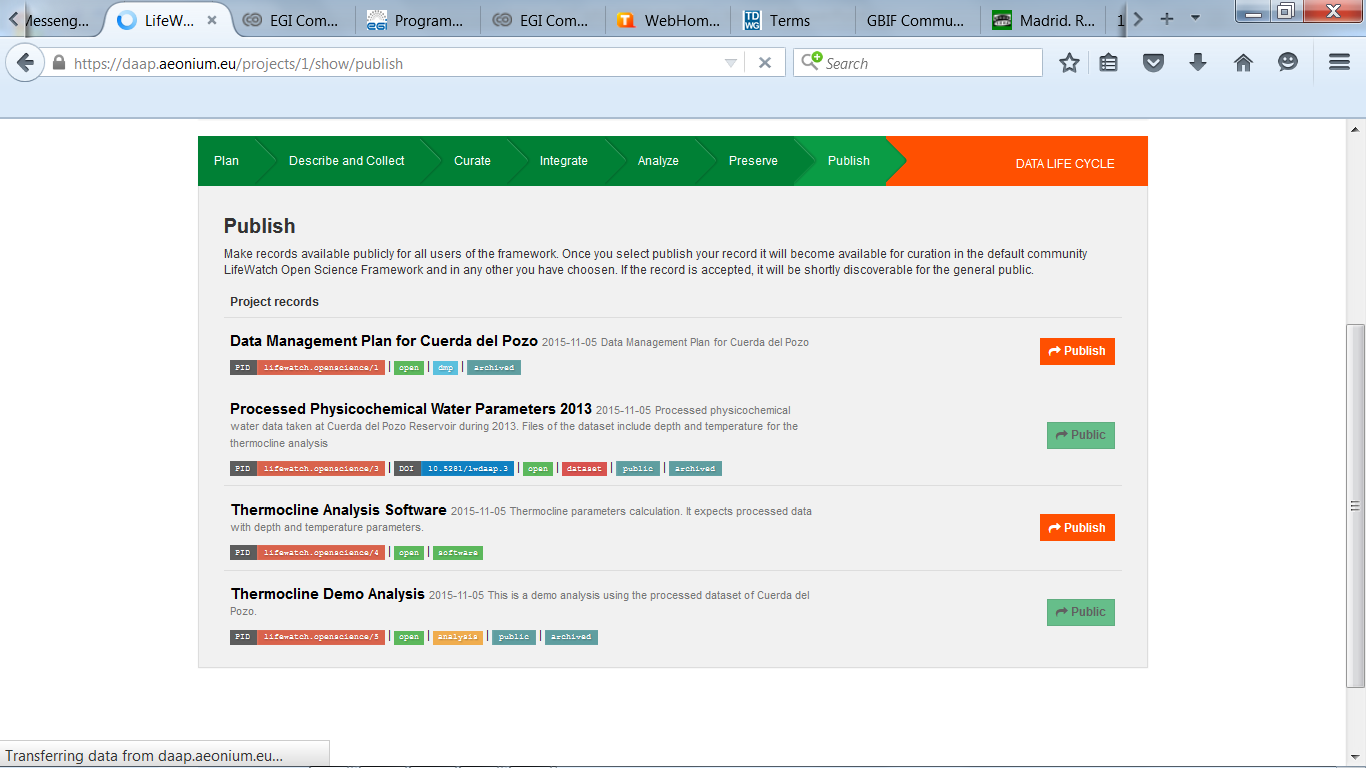 Messeng...
LifeW...
EGI Com...
Program...
EGI Com...
WebHom...
Terms
GBIF Commu...
Madrid. R...
1
https://daap.aeonium.eu/projects/1/show/publish
Search
Plan
Describe and Collect
Curate
Integrate
Analyze
Preserve
Publish
DATA LIFE CYCLE
Publish
Make records available publicly for all users of the framework. Once you select publish your record it will become available for curation in the default community
LifeWatch Open Science Framework and in any other you have choosen. If the record is accepted, it will be shortly discoverable for the general public.
Project records
Data Management Plan for Cuerda del Pozo 2015-11-05 Data Management Plan for Cuerda del Pozo
Publish
PID lifewatch.openscience/1 | open | dmp | archived
Processed Physicochemical Water Parameters 2013 2015-11-05 Processed physicochemical
water data taken at Cuerda del Pozo Reservoir during 2013. Files of the dataset include depth and temperature for the
thermocline analysis
Public
PID lifewatch.openscience/3 | DOI 10.5281/lwdaap.3 | open | dataset | public | archived
Thermocline Analysis Software 2015-11-05 Thermocline parameters calculation. It expects processed data
with depth and temperature parameters.
Publish
PID lifewatch.openscience/4 | open | software
Thermocline Demo Analysis 2015-11-05 This is a demo analysis using the processed dataset of Cuerda del
Pozo.
Public
PID lifewatch.openscience/5 | open | analysis | public | archived
Transferring data from daap.aeonium.eu...